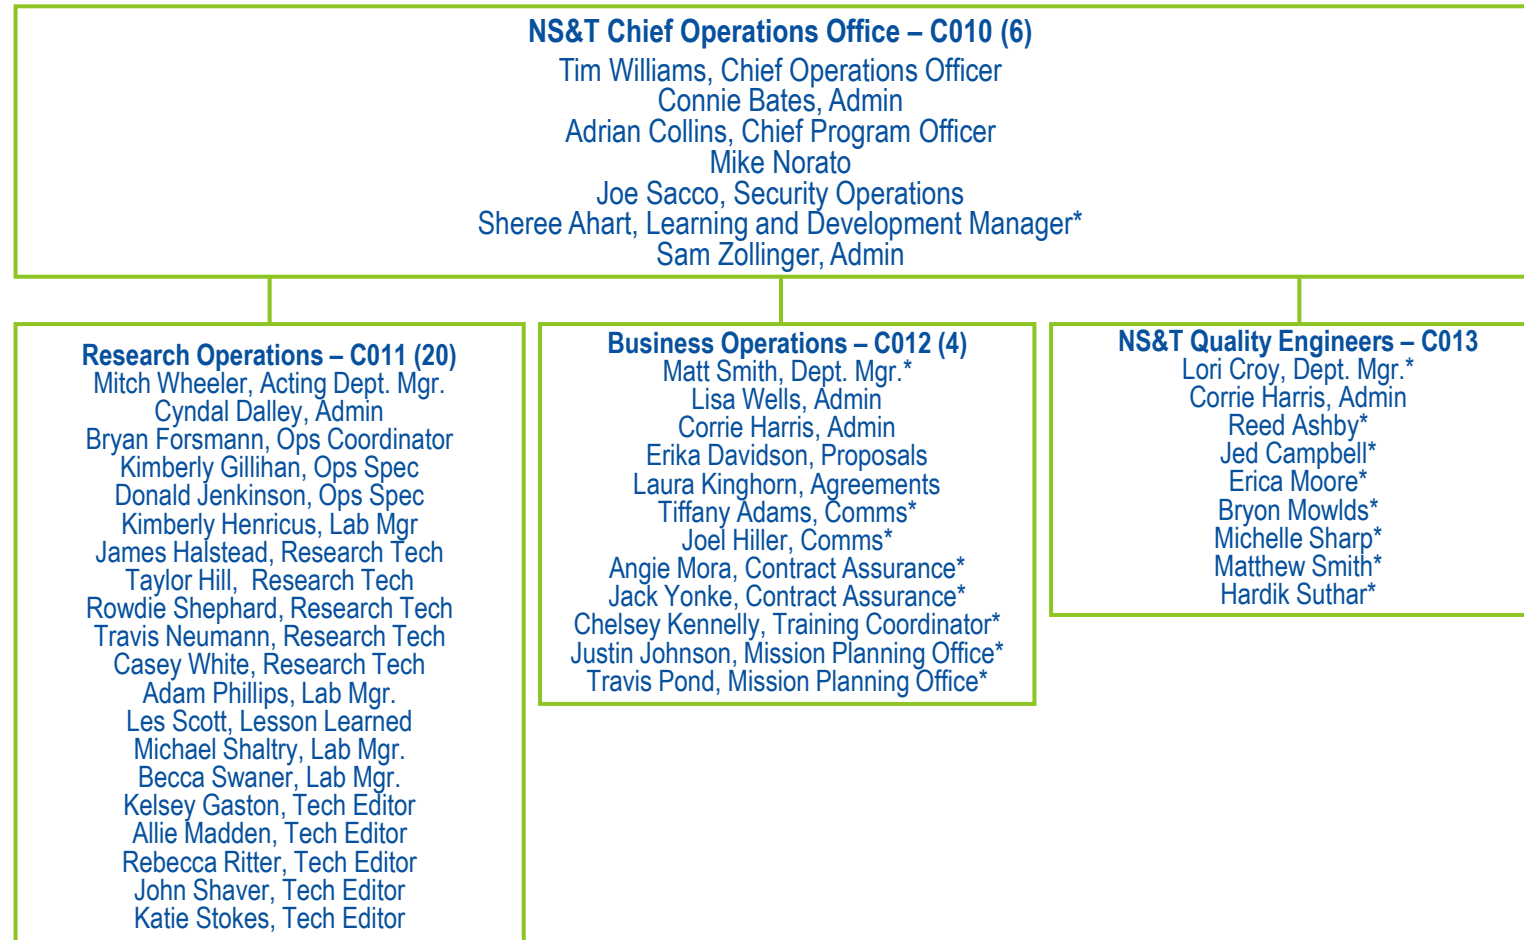 NS&T Chief Operations Office – C010 (6)
Tim Williams, Chief Operations Officer
Connie Bates, Admin
Adrian Collins, Chief Program Officer
Mike Norato
Joe Sacco, Security Operations
Sheree Ahart, Learning and Development Manager*
Sam Zollinger, Admin
Research Operations – C011 (20)
Mitch Wheeler, Acting Dept. Mgr.
Cyndal Dalley, Admin
Bryan Forsmann, Ops Coordinator
Kimberly Gillihan, Ops Spec
Donald Jenkinson, Ops Spec
Kimberly Henricus, Lab Mgr
James Halstead, Research Tech
Taylor Hill, Research Tech
Rowdie Shephard, Research Tech
Travis Neumann, Research Tech
Casey White, Research Tech
Adam Phillips, Lab Mgr.
Les Scott, Lesson Learned
Michael Shaltry, Lab Mgr.
Becca Swaner, Lab Mgr.
Kelsey Gaston, Tech Editor
Allie Madden, Tech Editor
Rebecca Ritter, Tech Editor
John Shaver, Tech Editor
Katie Stokes, Tech Editor
Business Operations – C012 (4)
Matt Smith, Dept. Mgr.*
Lisa Wells, Admin
Corrie Harris, Admin
Erika Davidson, Proposals
Laura Kinghorn, Agreements
Tiffany Adams, Comms*
Joel Hiller, Comms*
Angie Mora, Contract Assurance*
Jack Yonke, Contract Assurance*
Chelsey Kennelly, Training Coordinator*
Justin Johnson, Mission Planning Office*
Travis Pond, Mission Planning Office*
NS&T Quality Engineers – C013
Lori Croy, Dept. Mgr.*
Corrie Harris, Admin
Reed Ashby*
Jed Campbell*
Erica Moore*
Bryon Mowlds*
Michelle Sharp*
Matthew Smith*
Hardik Suthar*